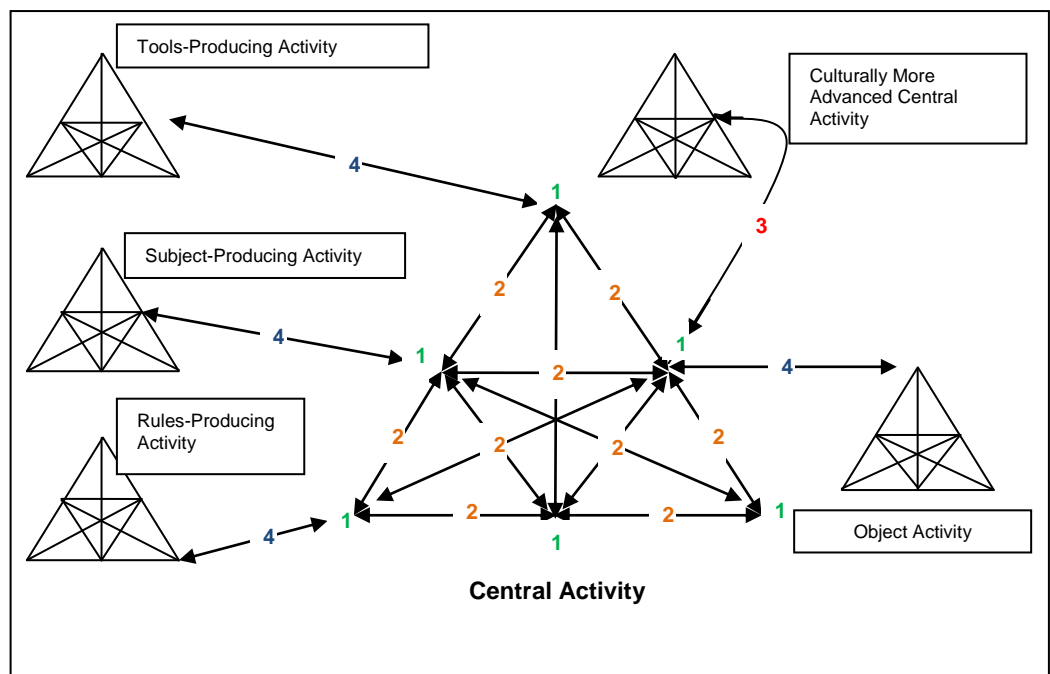 Tools-Producing Activity
Culturally More
Advanced Central
Activity
4
1
3
Subject-Producing Activity
2
2
4
1
1
2
4
Rules-Producing
Activity
2
2
2
2
4
1
2
2
1
1
Object Activity
Central Activity